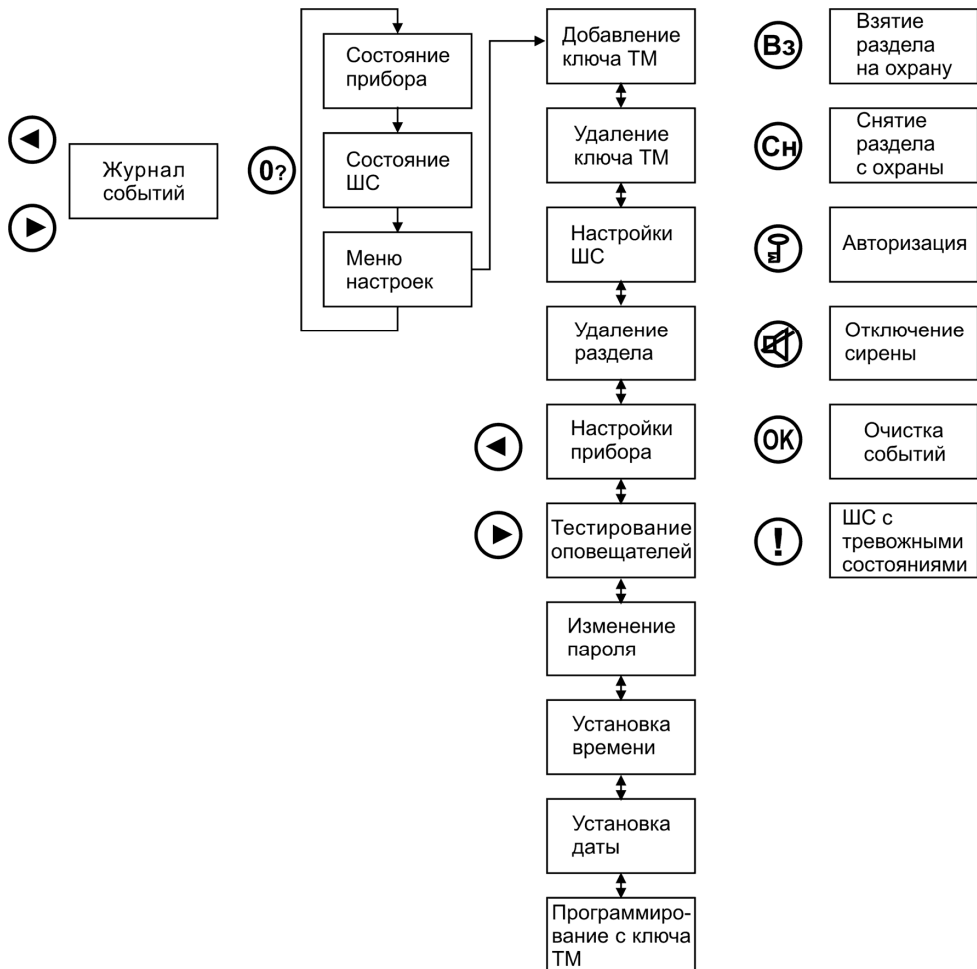 Журнал
событий
0?
Состояние
прибора
Состояние
ШС
Меню
настроек
Добавление
ключа ТМ
Удаление
ключа ТМ
Настройки
ШС
Удаление
раздела
Настройки
прибора
Тестирование
оповещателей
Изменение
пароля
Установка
времени
Установка
даты
Программиро-
вание с ключа
ТМ
Вз
Взятие
раздела
на охрану
Сн
Снятие
раздела
с охраны
Авторизация
Отключение
сирены
ОК
Очистка
событий
!
ШС с
тревожными
состояниями